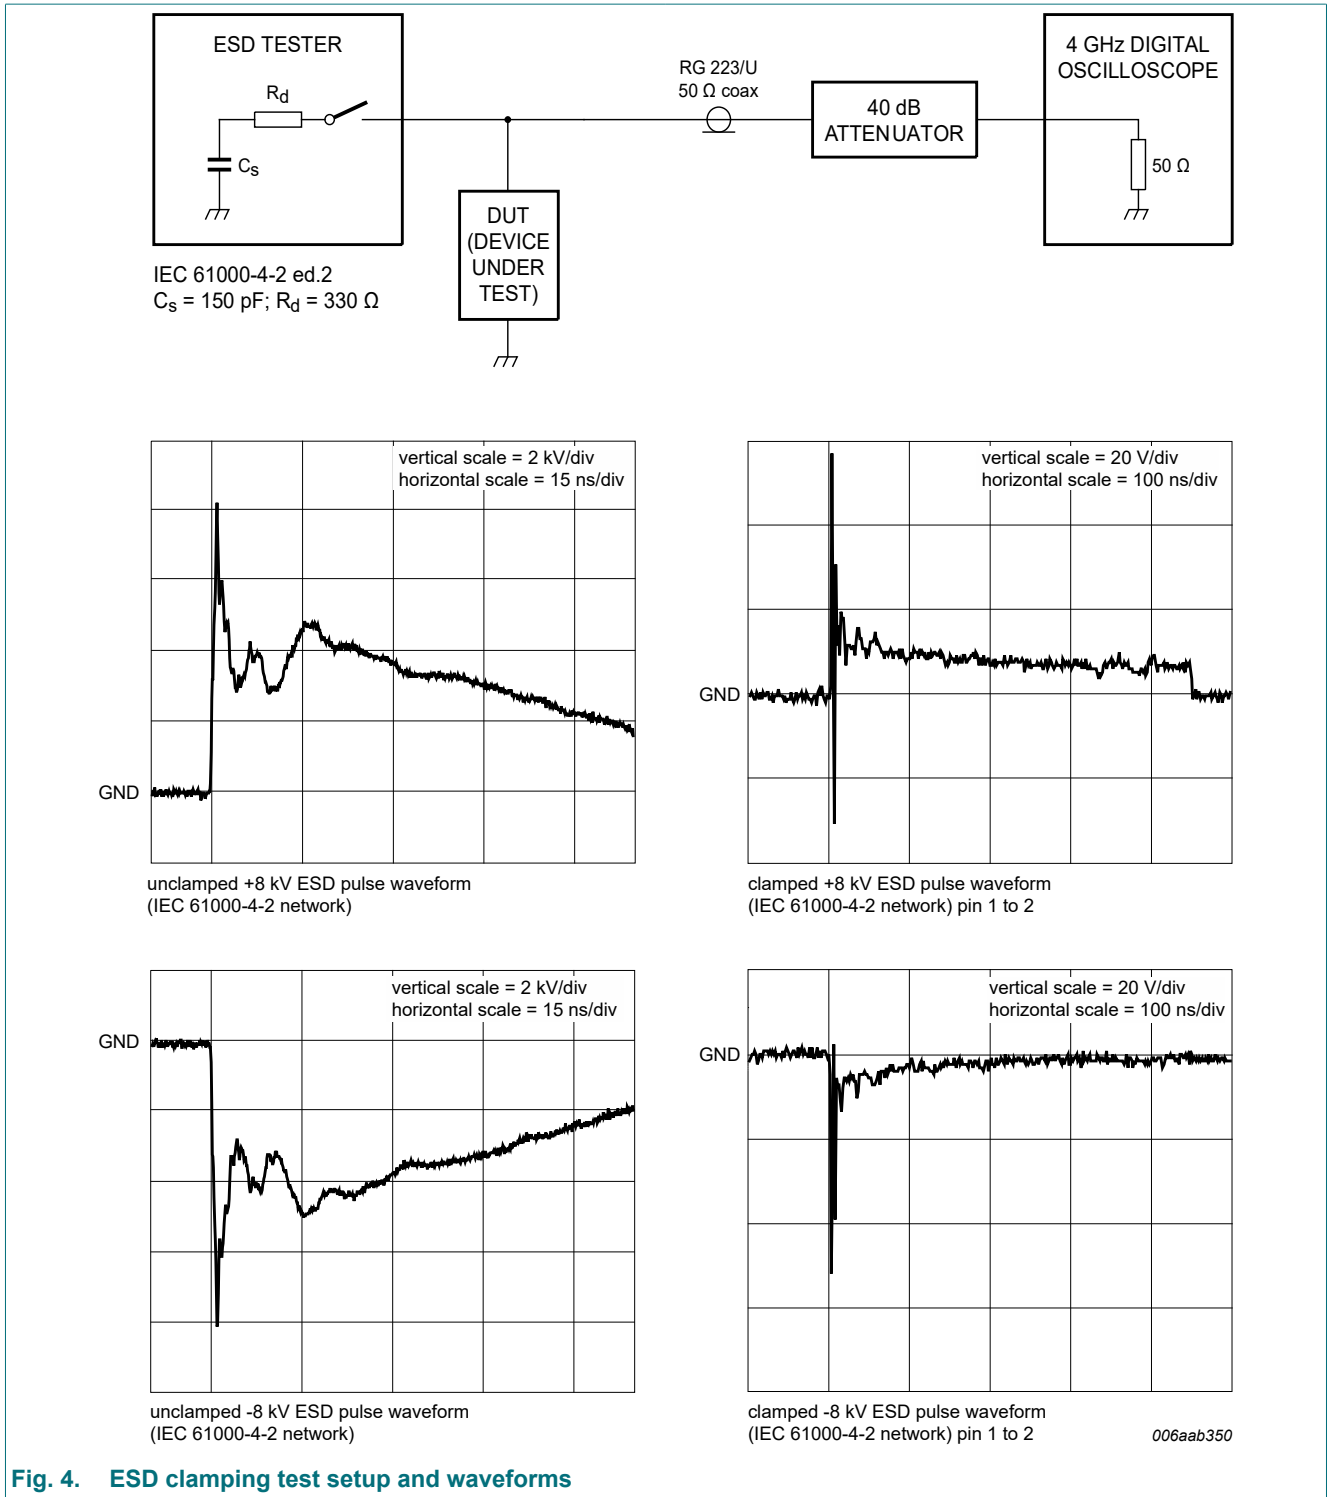 ESD TESTER
Rd
Cs
IEC 61000-4-2 ed.2
Cs = 150 pF; Rd = 330 Ω
DUT
(DEVICE
UNDER
TEST)
RG 223/U
50 Ω coax
40 dB
ATTENUATOR
4 GHz DIGITAL
OSCILLOSCOPE
50 Ω
vertical scale = 2 kV/div
horizontal scale = 15 ns/div
GND
unclamped +8 kV ESD pulse waveform
(IEC 61000-4-2 network)
vertical scale = 20 V/div
horizontal scale = 100 ns/div
GND
clamped +8 kV ESD pulse waveform
(IEC 61000-4-2 network) pin 1 to 2
vertical scale = 2 kV/div
horizontal scale = 15 ns/div
GND
unclamped -8 kV ESD pulse waveform
(IEC 61000-4-2 network)
vertical scale = 20 V/div
horizontal scale = 100 ns/div
GND
clamped -8 kV ESD pulse waveform
(IEC 61000-4-2 network) pin 1 to 2
006aab350
Fig. 4. ESD clamping test setup and waveforms